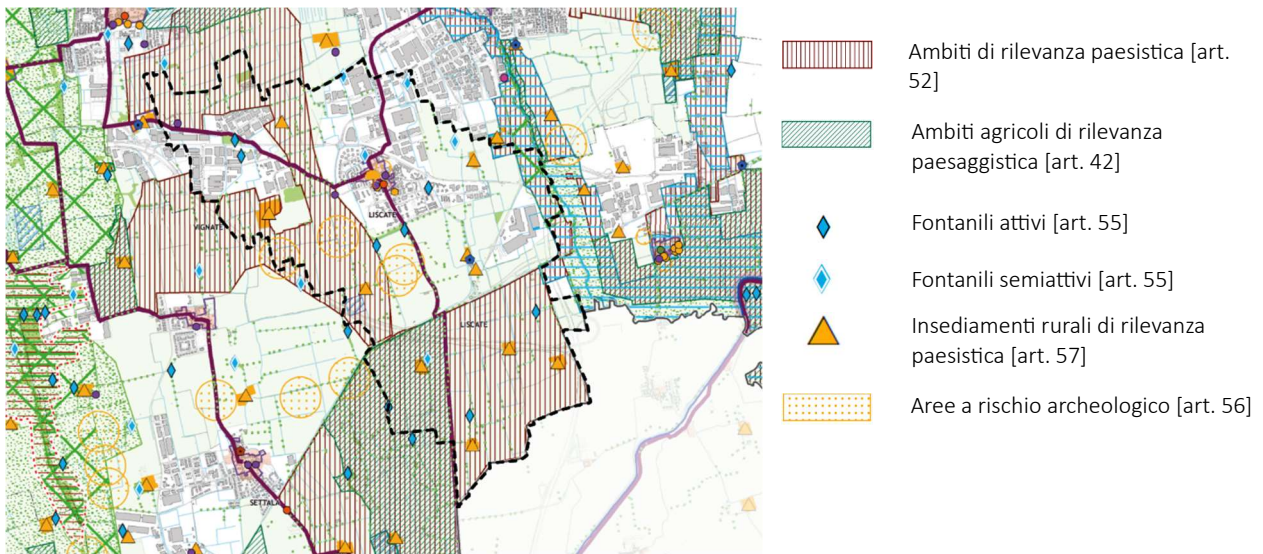 Ambiti di rilevanza paesistica [art.
52]
Ambiti agricoli di rilevanza
paesaggistica [art. 42]
Fontanili attivi [art. 55]
Fontanili semiattivi [art. 55]
Insediamenti rurali di rilevanza
paesistica [art. 57]
Aree a rischio archeologico [art. 56]
LISCATE
VIGNATE
LISCATE
SETTALA